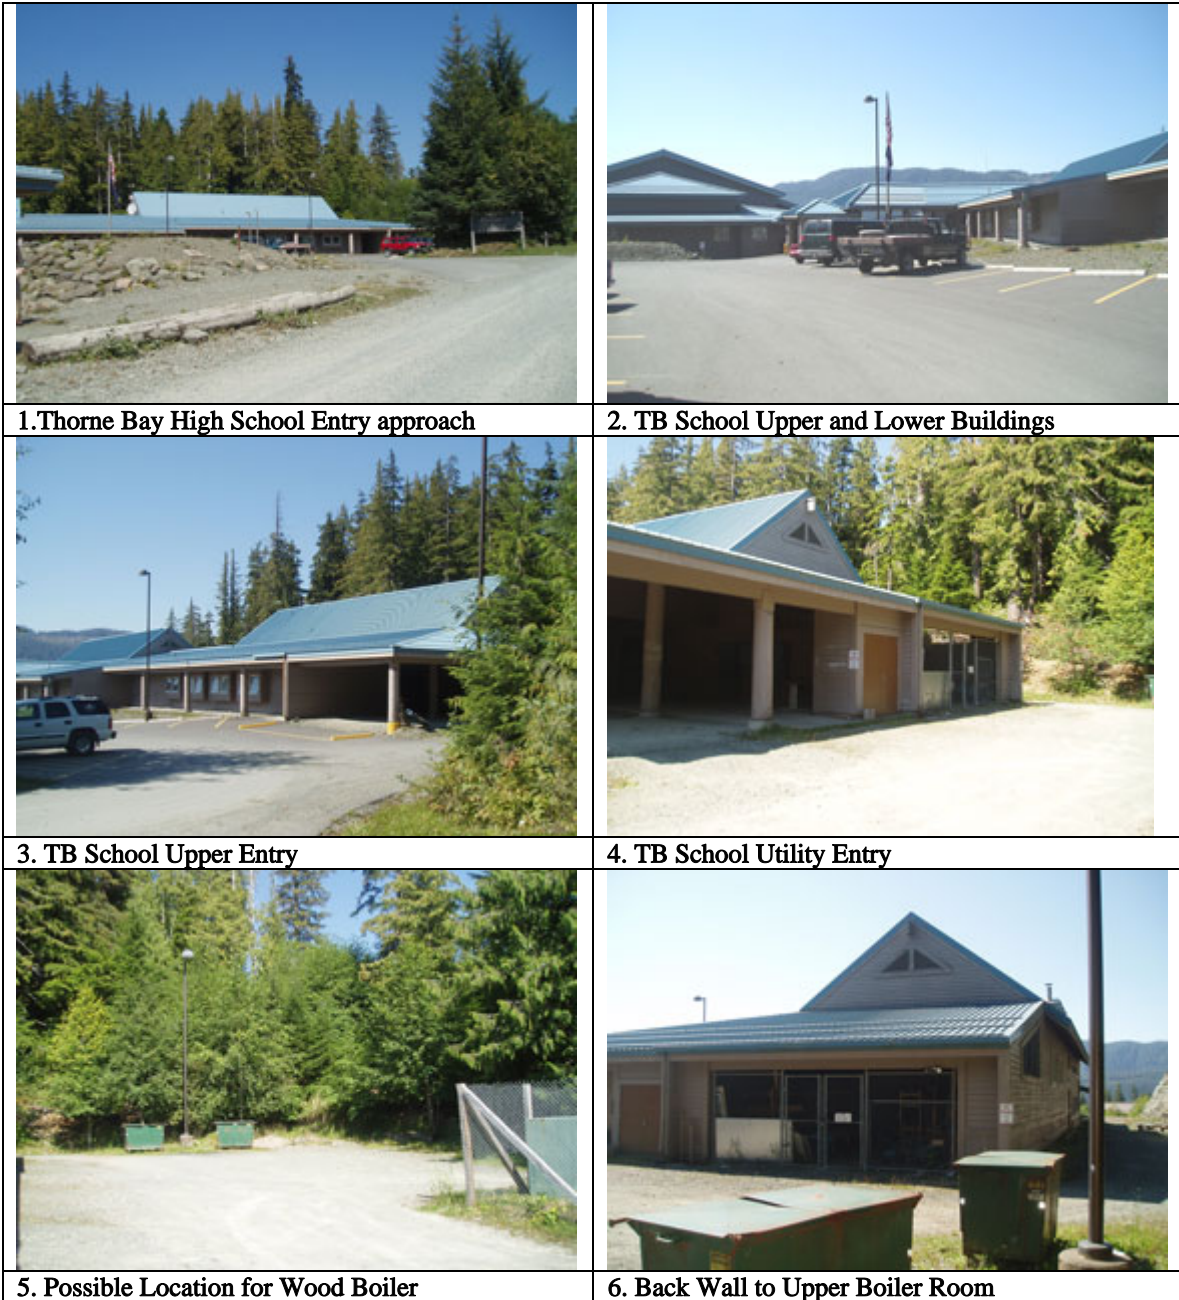 1.Thorne Bay High School Entry approach
2. TB School Upper and Lower Buildings
3. TB School Upper Entry
4. TB School Utility Entry
5. Possible Location for Wood Boiler
6. Back Wall to Upper Boiler Room